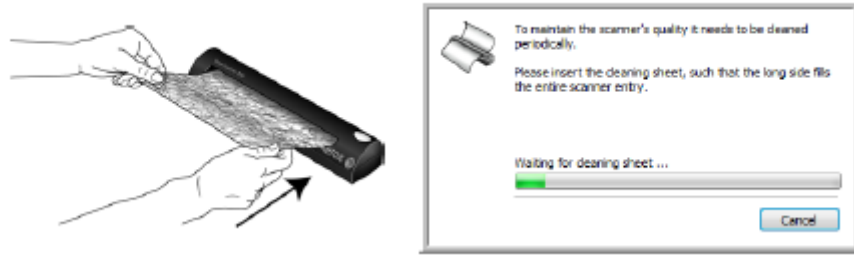 To maintain the scanner's quality it needs to be cleaned
periodically.
Please insert the cleaning sheet, such that the long side fills
the entire scanner entry.
Waiting for cleaning sheet ...
Cancel